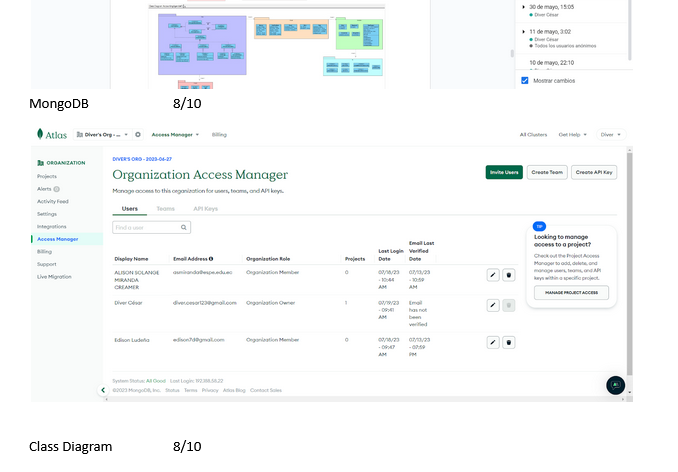 30 de mayo, 15:05
Diver César
11 de mayo, 3:02
Diver César
Todos los usuarios anónimos
10 de mayo, 22:10
Mostrar cambios
MongoDB 8/10
Atlas Diver's Org - ... Access Manager Billing All Clusters Get Help Diver
ORGANIZATION
Projects
Alerts 0
Activity Feed
Settings
Integrations
Access Manager
Billing
Support
Live Migration
DIVER'S ORG - 2023-06-27
Organization Access Manager
Invite Users Create Team Create API Key
Manage access to this organization for users, teams, and API keys.
Users Teams API Keys
Find a user
Display Name Email Address Organization Role Projects Last Login Date Email Last Verified Date
ALISON SOLANGE MIRANDA CREAMER asmiranda@espe.edu.ec Organization Member 0 07/18/23 - 10:44 AM 07/13/23 - 10:59 AM
Diver César diver.cesar123@gmail.com Organization Owner 1 07/19/23 - 09:41 AM Email has not been verified
Edison Ludeña edison7d@gmail.com Organization Member 0 07/18/23 - 09:47 AM 07/13/23 - 07:59 PM
TIP
Looking to manage
access to a project?
Check out the Project Access
Manager to add, delete, and
manage users, teams, and API
keys within a specific project.
MANAGE PROJECT ACCESS
System Status: All Good Last Login: 192.188.58.22
©2023 MongoDB, Inc. Status Terms Privacy Atlas Blog Contact Sales
Class Diagram 8/10